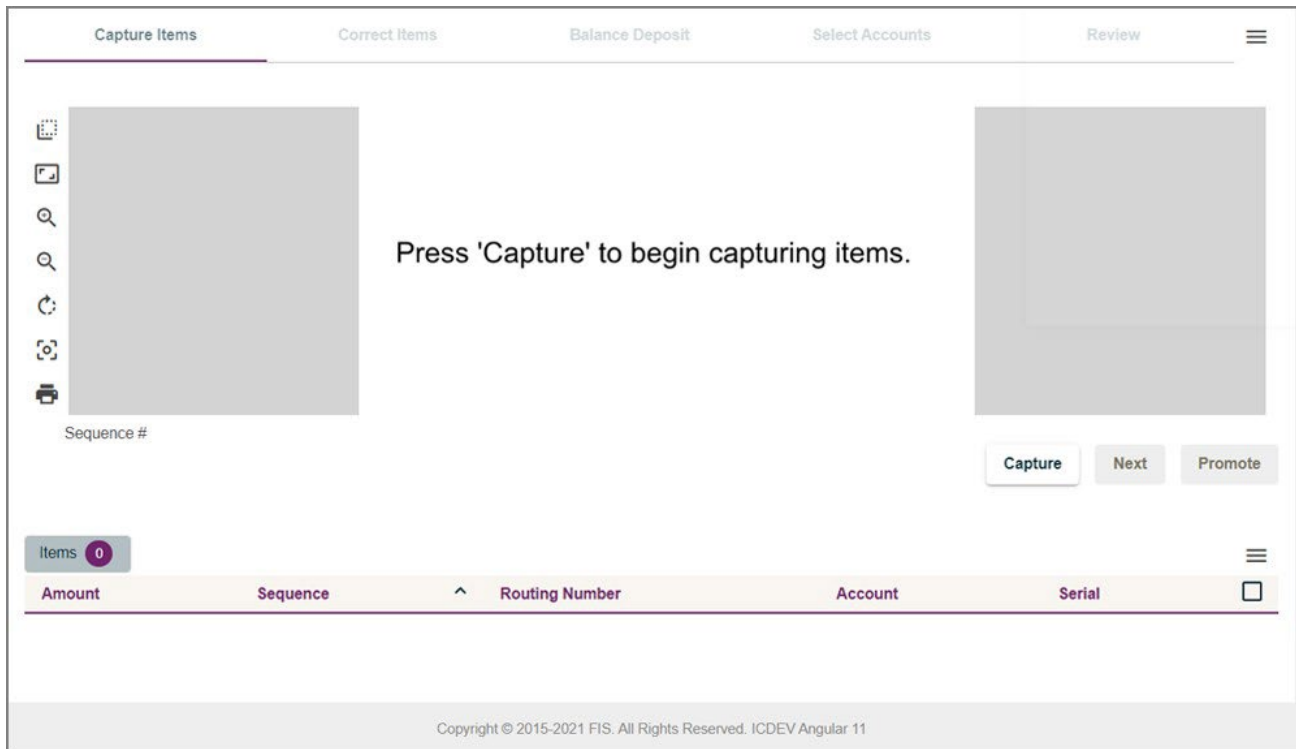 Capture Items Correct Items Balance Deposit Select Accounts Review
Press 'Capture' to begin capturing items.
Sequence #
Capture Next Promote
Items 0
Amount Sequence Routing Number Account Serial
Copyright © 2015-2021 FIS. All Rights Reserved. ICDEV Angular 11